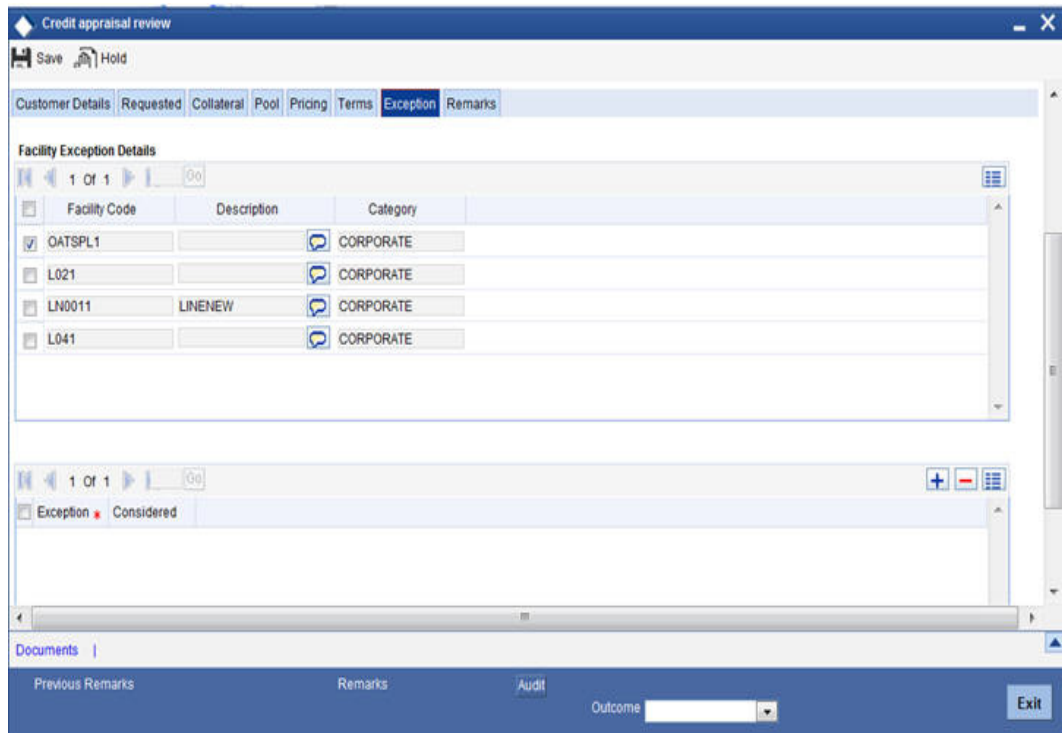 Credit appraisal review
Save Hold
Customer Details Requested Collateral Pool Pricing Terms Exception Remarks
Facility Exception Details
1 Of 1 Go
Facility Code Description Category
OATSPL1 CORPORATE
L021 CORPORATE
LN0011 LINENEW CORPORATE
L041 CORPORATE
1 Of 1 Go
Exception * Considered
Documents |
Previous Remarks Remarks Audit
Outcome
Exit